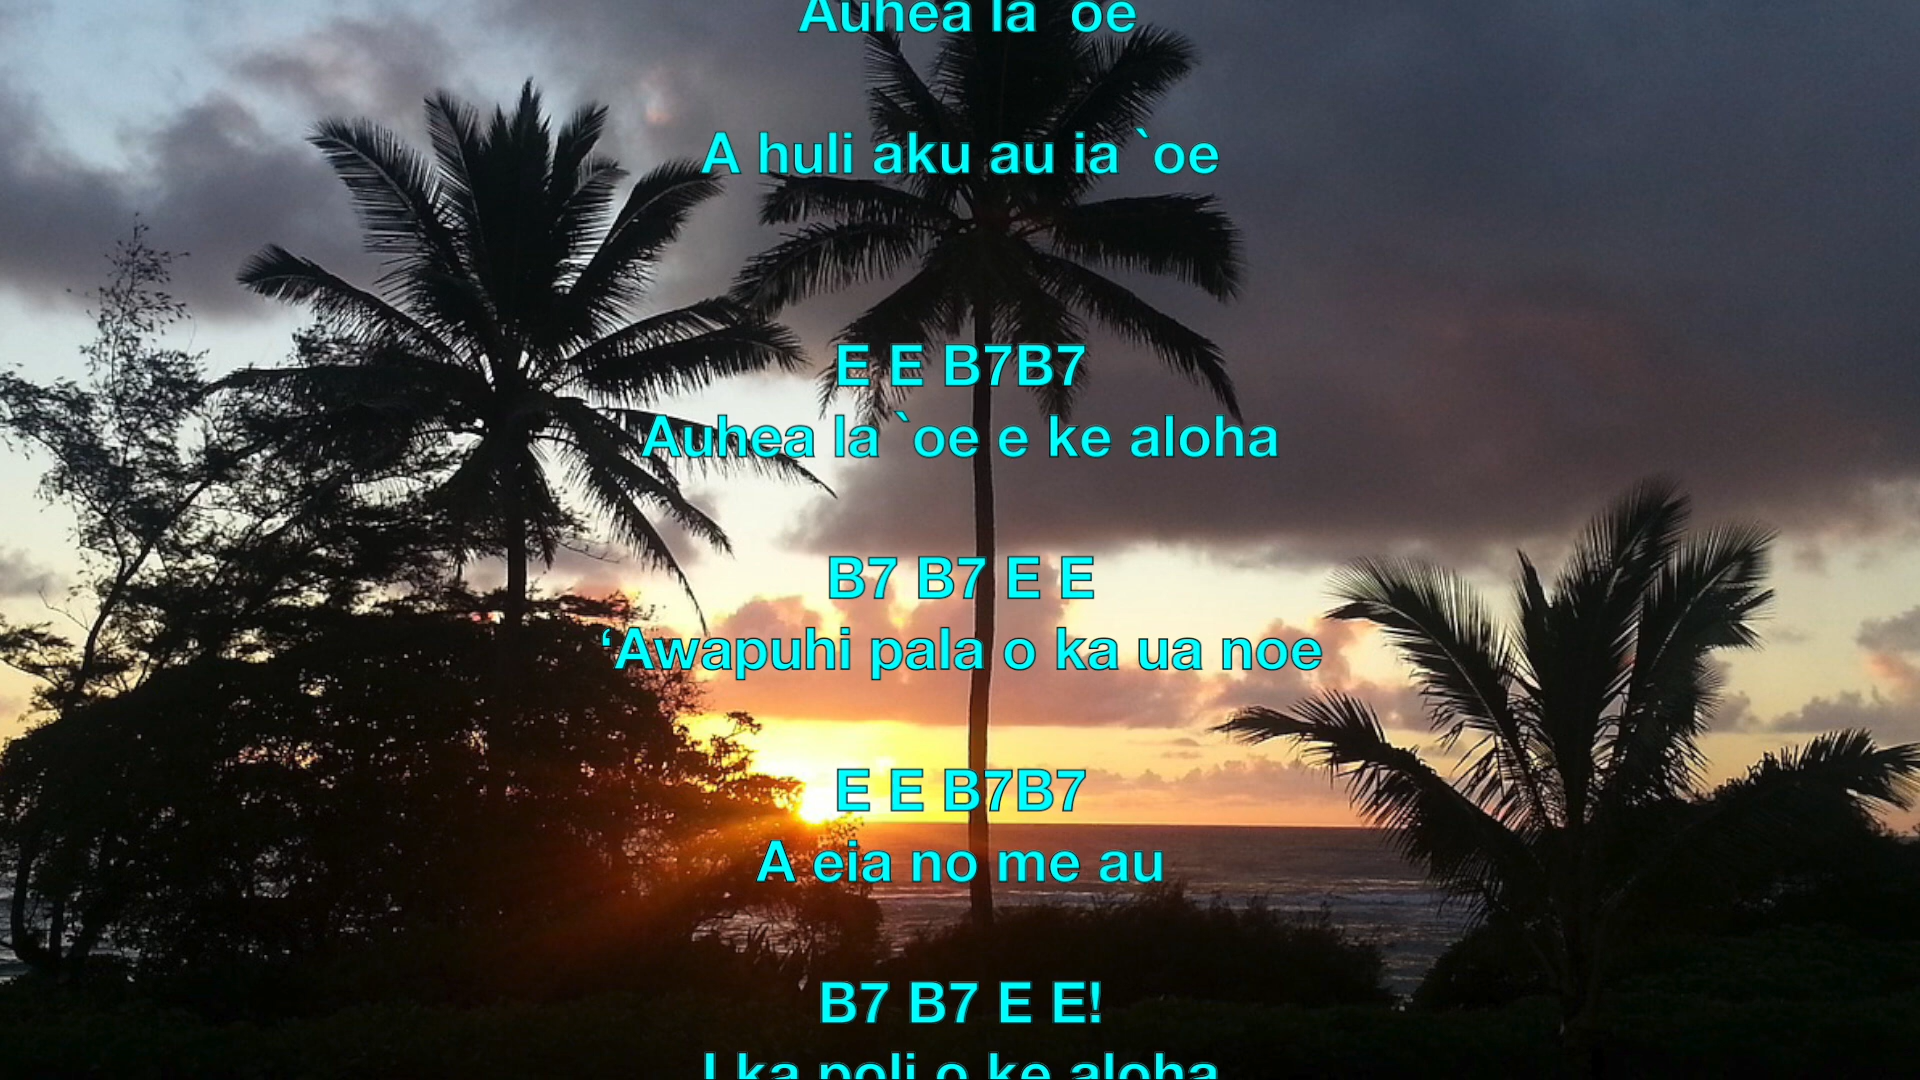 Auhea la `oe
A huli aku au ia `oe
E E B7B7
Auhea la `oe e ke aloha
B7 B7 E E
‘Awapuhi pala o ka ua noe
E E B7B7
A eia no me au
B7 B7 E E!
I ka poli o ke aloha